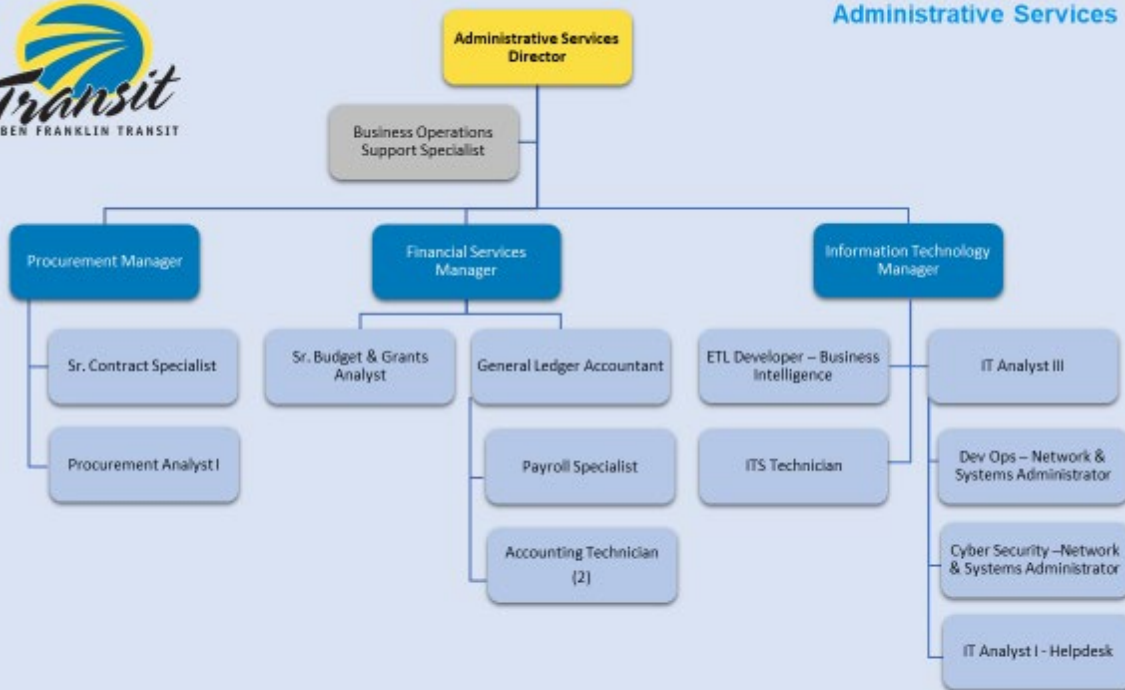 Transit
BEN FRANKLIN TRANSIT
Administrative Services
Administrative Services
Director
Business Operations
Support Specialist
Procurement Manager
Financial Services
Manager
Information Technology
Manager
Sr. Contract Specialist
Sr. Budget & Grants
Analyst
General Ledger Accountant
ETL Developer – Business
Intelligence
IT Analyst III
Procurement Analyst I
Payroll Specialist
ITS Technician
Dev Ops – Network &
Systems Administrator
Accounting Technician
(2)
Cyber Security –Network
& Systems Administrator
IT Analyst I - Helpdesk